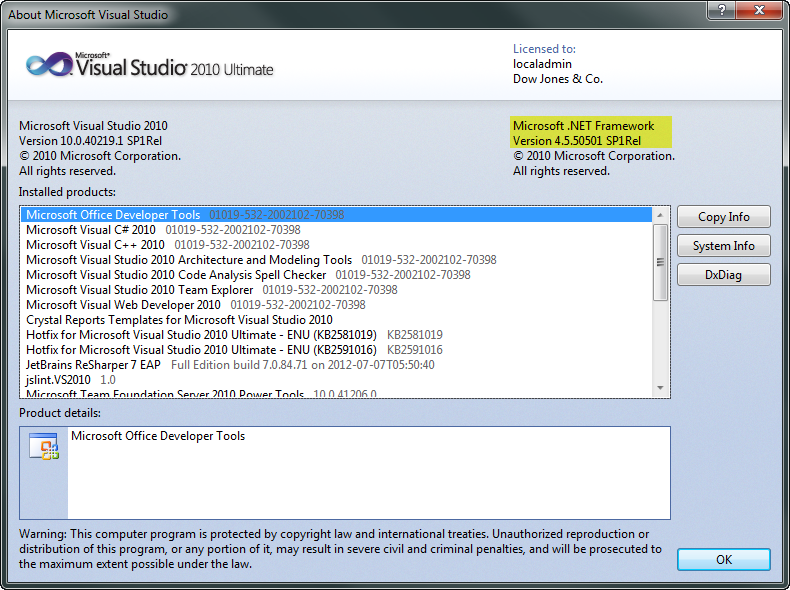 About Microsoft Visual Studio
?
Microsoft®
Visual Studio® 2010 Ultimate
Licensed to:
localadmin
Dow Jones & Co.
Microsoft Visual Studio 2010
Version 10.0.40219.1 SP1Rel
© 2010 Microsoft Corporation.
All rights reserved.
Microsoft .NET Framework
Version 4.5.50501 SP1Rel
© 2010 Microsoft Corporation.
All rights reserved.
Installed products:
Microsoft Office Developer Tools 01019-532-2002102-70398
Microsoft Visual C# 2010 01019-532-2002102-70398
Microsoft Visual C++ 2010 01019-532-2002102-70398
Microsoft Visual Studio 2010 Architecture and Modeling Tools 01019-532-2002102-70398
Microsoft Visual Studio 2010 Code Analysis Spell Checker 01019-532-2002102-70398
Microsoft Visual Studio 2010 Team Explorer 01019-532-2002102-70398
Microsoft Visual Web Developer 2010 01019-532-2002102-70398
Crystal Reports Templates for Microsoft Visual Studio 2010
Hotfix for Microsoft Visual Studio 2010 Ultimate - ENU (KB2581019) KB2581019
Hotfix for Microsoft Visual Studio 2010 Ultimate - ENU (KB2591016) KB2591016
JetBrains ReSharper 7 EAP Full Edition build 7.0.84.71 on 2012-07-07T05:50:40
jslint.VS2010 1.0
Microsoft Team Foundation Server 2010 Power Tools 10.0.41206.0
Copy Info
System Info
DxDiag
Product details:
Microsoft Office Developer Tools
Warning: This computer program is protected by copyright law and international treaties. Unauthorized reproduction or
distribution of this program, or any portion of it, may result in severe civil and criminal penalties, and will be prosecuted to
the maximum extent possible under the law.
OK